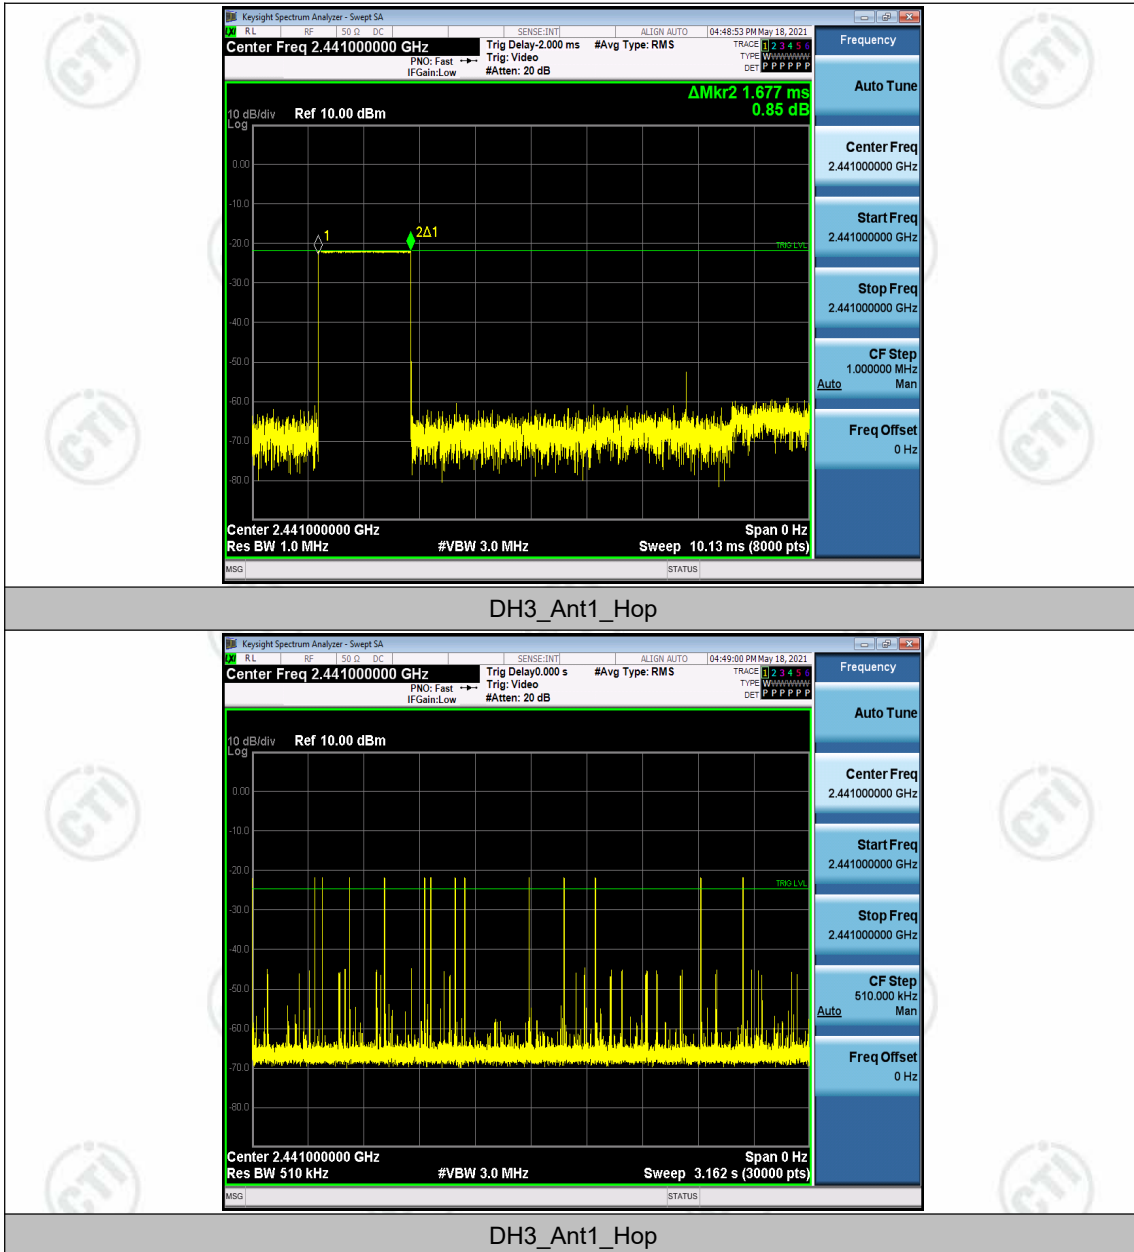 Keysight Spectrum Analyzer - Swept SA
RL RF 50 Ω DC SENSE:INT ALIGN AUTO 04:48:53 PM May 18, 2021
Center Freq 2.441000000 GHz Trig Delay-2.000 ms #Avg Type: RMS TRACE 1 2 3 4 5 6
PNO: Fast Trig: Video TYPE WWWWWW
IFGain:Low #Atten: 20 dB DET P P P P P P
ΔMkr2 1.677 ms
0.85 dB
10 dB/div Ref 10.00 dBm
Log
0.00
-10.0
-20.0
-30.0
-40.0
-50.0
-60.0
-70.0
-80.0
1
2Δ1
TRIG LVL
Center 2.441000000 GHz Span 0 Hz
Res BW 1.0 MHz #VBW 3.0 MHz Sweep 10.13 ms (8000 pts)
MSG STATUS
Frequency
Auto Tune
Center Freq
2.441000000 GHz
Start Freq
2.441000000 GHz
Stop Freq
2.441000000 GHz
CF Step
1.000000 MHz
Auto Man
Freq Offset
0 Hz
DH3_Ant1_Hop
Keysight Spectrum Analyzer - Swept SA
RL RF 50 Ω DC SENSE:INT ALIGN AUTO 04:49:00 PM May 18, 2021
Center Freq 2.441000000 GHz Trig Delay0.000 s #Avg Type: RMS TRACE 1 2 3 4 5 6
PNO: Fast Trig: Video TYPE WWWWWW
IFGain:Low #Atten: 20 dB DET P P P P P P
10 dB/div Ref 10.00 dBm
Log
0.00
-10.0
-20.0
-30.0
-40.0
-50.0
-60.0
-70.0
-80.0
TRIG LVL
Center 2.441000000 GHz Span 0 Hz
Res BW 510 kHz #VBW 3.0 MHz Sweep 3.162 s (30000 pts)
MSG STATUS
Frequency
Auto Tune
Center Freq
2.441000000 GHz
Start Freq
2.441000000 GHz
Stop Freq
2.441000000 GHz
CF Step
510.000 kHz
Auto Man
Freq Offset
0 Hz
DH3_Ant1_Hop
CTI
CTI
CTI
CTI
CTI
CTI
CTI
CTI